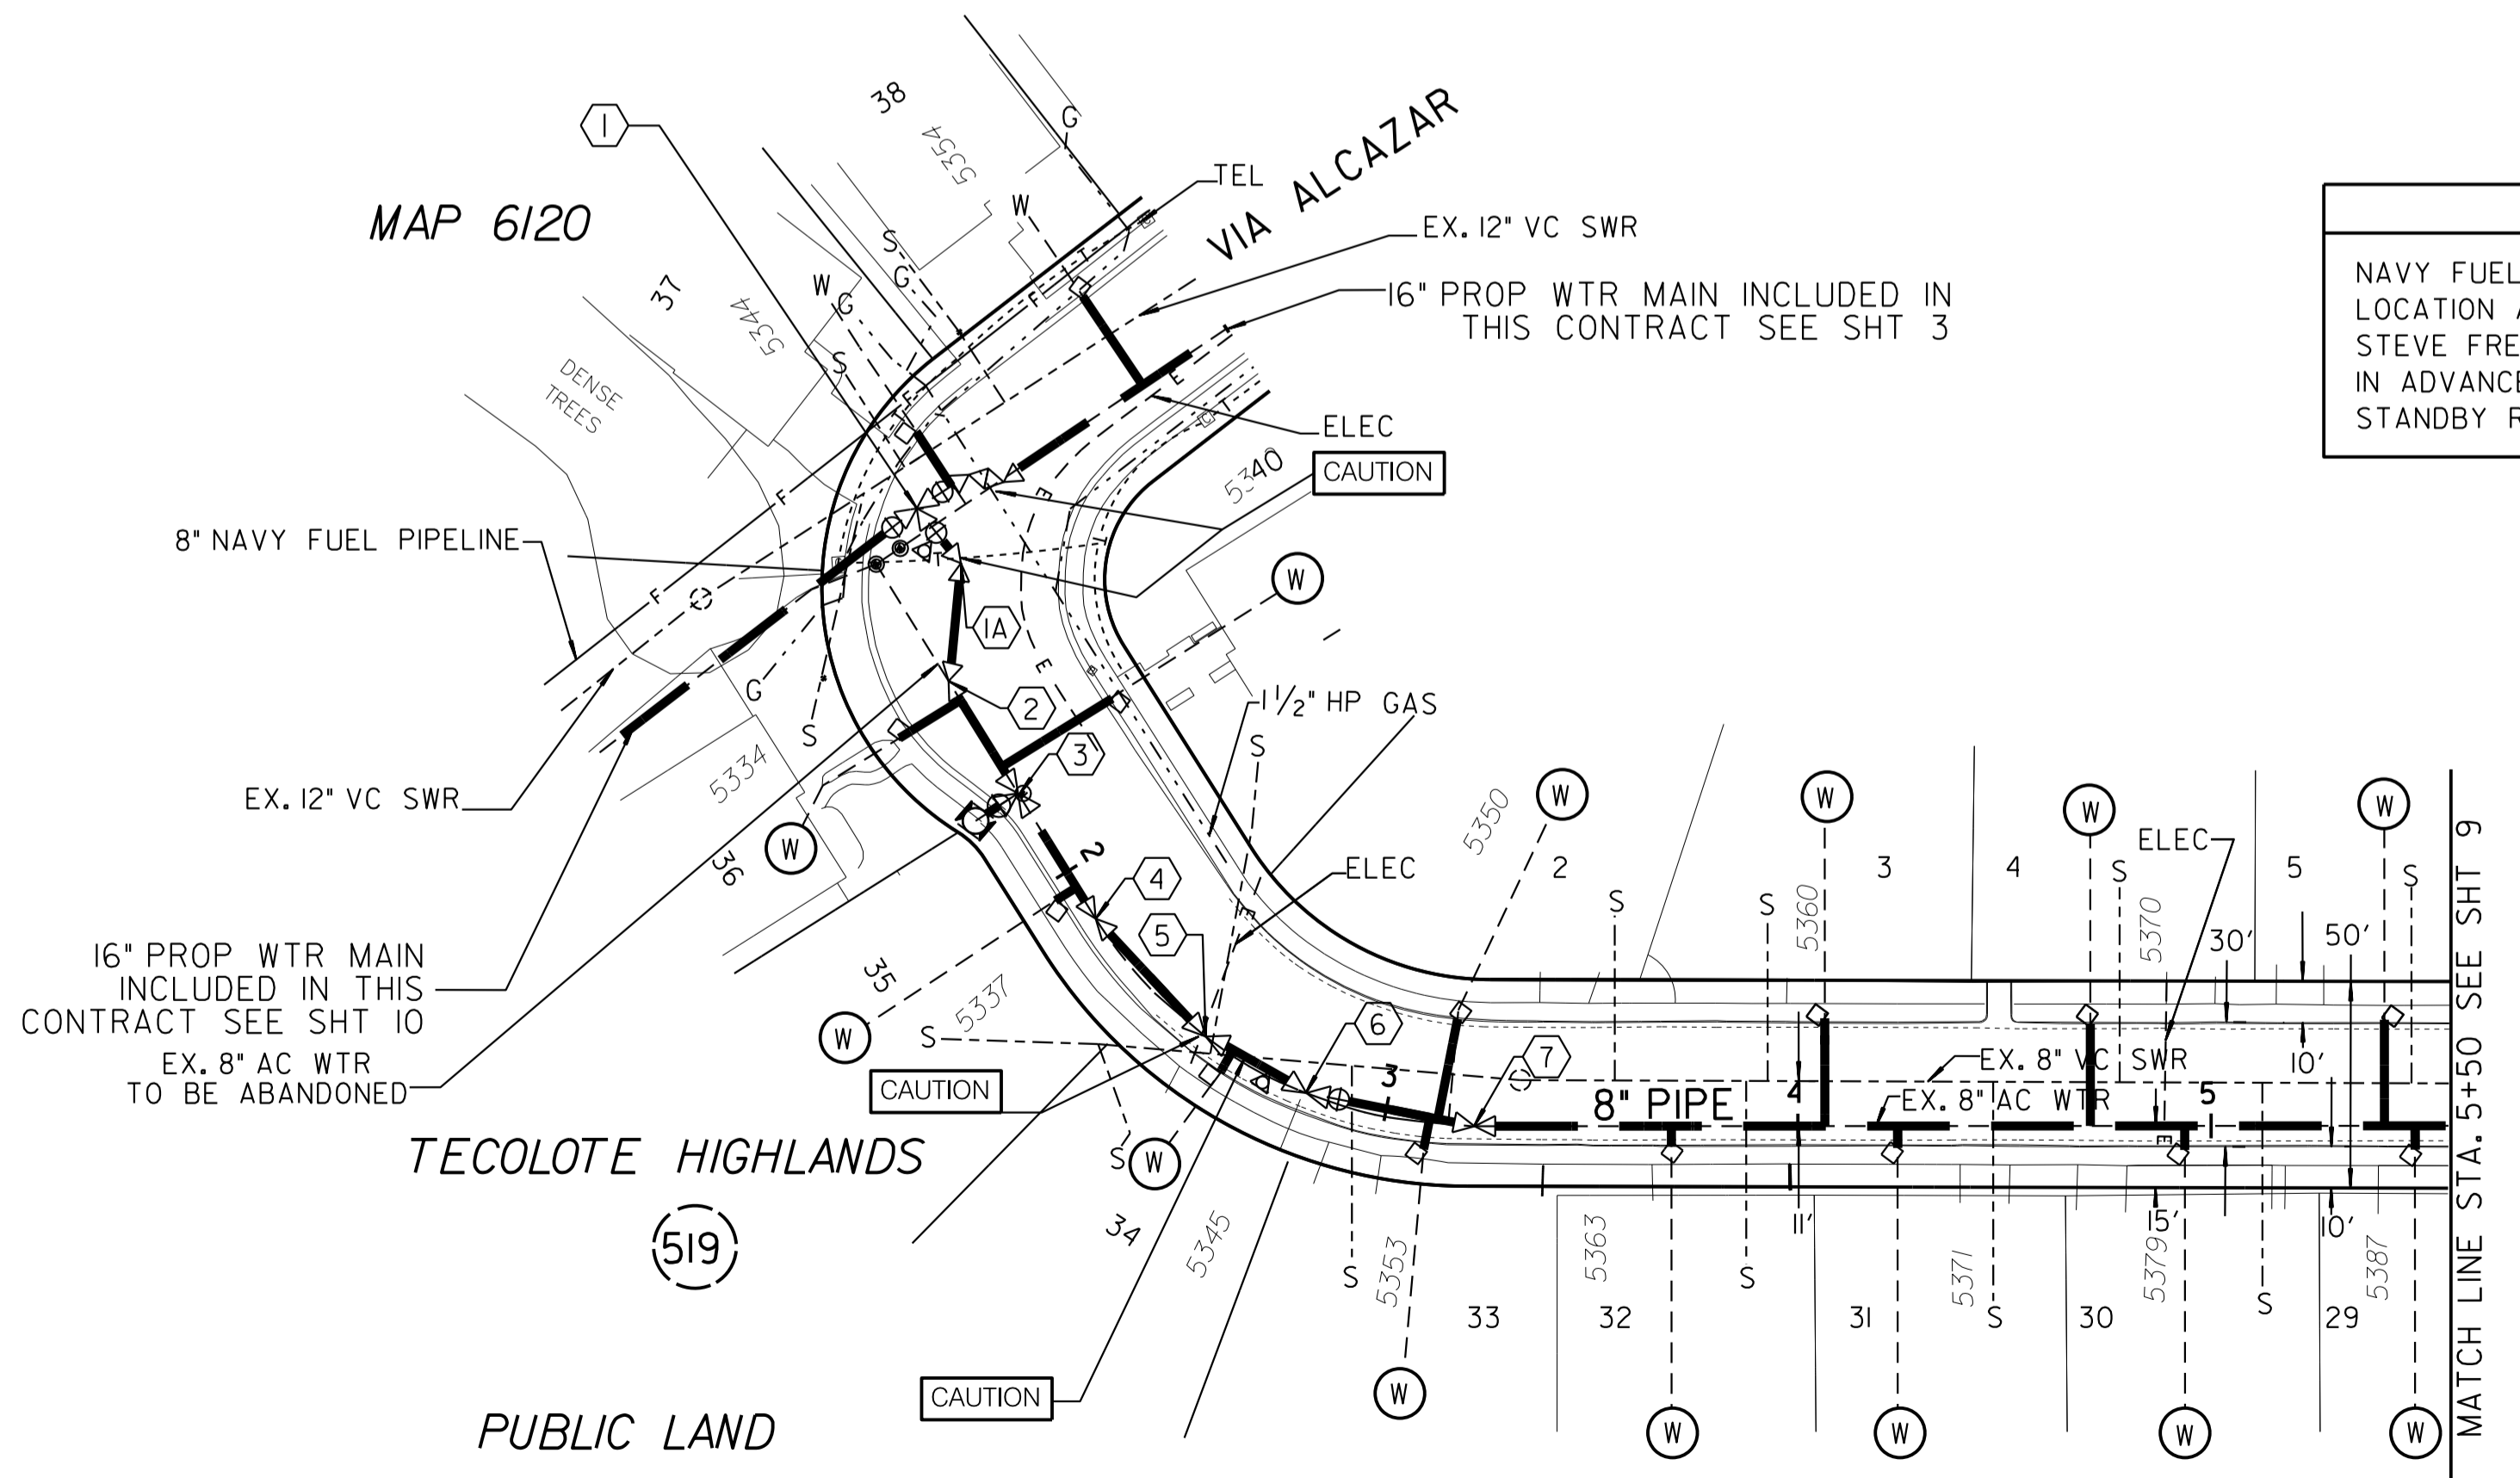 1
38
5354
G
MAP 6120
TEL
VIA ALCAZAR
EX. 12" VC SWR
16" PROP WTR MAIN INCLUDED IN
THIS CONTRACT SEE SHT 3
NAVY FUEL
LOCATION A
STEVE FRE
IN ADVANCE
STANDBY R
W
S
G
T
F
37
5344
W
G
S
DENSE
TREES
F
E
T
ELEC
5340
CAUTION
E
F
8" NAVY FUEL PIPELINE
T
T
F
W
1A
E
G
2
S
3
1 1/2" HP GAS
S
5334
EX. 12" VC SWR
W
36
2
4
5
ELEC
E
5350
W
2
W
3
4
W
ELEC
5
W
S
S
5360
S
5370
S
30'
50'
16" PROP WTR MAIN
INCLUDED IN THIS
CONTRACT SEE SHT 10
EX. 8" AC WTR
TO BE ABANDONED
35
5337
W
S
CAUTION
6
7
3
8" PIPE
4
EX. 8" VC SWR
EX. 8" AC WTR
5
10'
E
MATCH LINE STA. 5+50 SEE SHT 9
TECOLOTE HIGHLANDS
S
W
519
34
5345
S
5353
5363
11'
S
5371
S
15'
5379
S
10'
5387
33
32
31
30
29
CAUTION
W
W
W
W
W
PUBLIC LAND